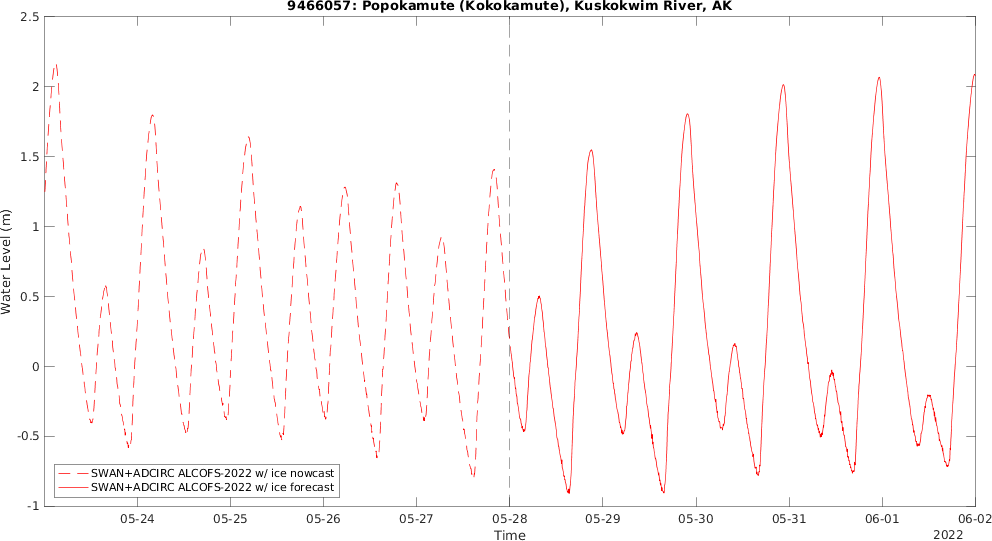 9466057: Popokamute (Kokokamute), Kuskokwim River, AK
2.5
2
1.5
1
0.5
0
-0.5
-1
Water Level (m)
SWAN+ADCIRC ALCOFS-2022 w/ ice nowcast
SWAN+ADCIRC ALCOFS-2022 w/ ice forecast
05-24 05-25 05-26 05-27 05-28 05-29 05-30 05-31 06-01 06-02
Time
2022